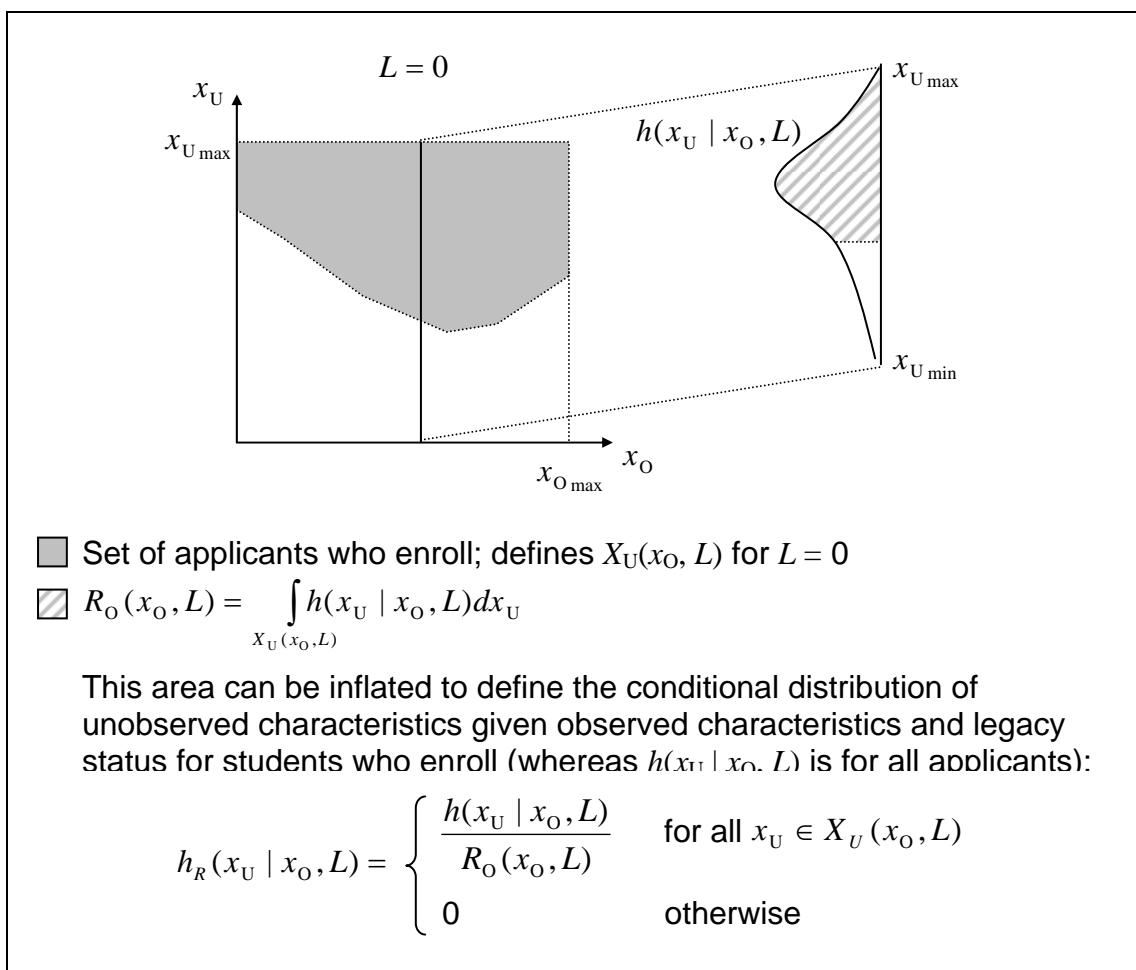 L = 0
x_U
x_U max
h(x_U | x_O, L)
x_U max
x_U min
x_O
x_O max
Set of applicants who enroll; defines X_U(x_O, L) for L = 0
R_O(x_O, L) = ∫_{X_U(x_O, L)} h(x_U | x_O, L)dx_U
This area can be inflated to define the conditional distribution of
unobserved characteristics given observed characteristics and legacy
status for students who enroll (whereas h(x_U | x_O, L) is for all applicants):
h_R(x_U | x_O, L) = { h(x_U | x_O, L) / R_O(x_O, L) for all x_U ∈ X_U(x_O, L)
0 otherwise